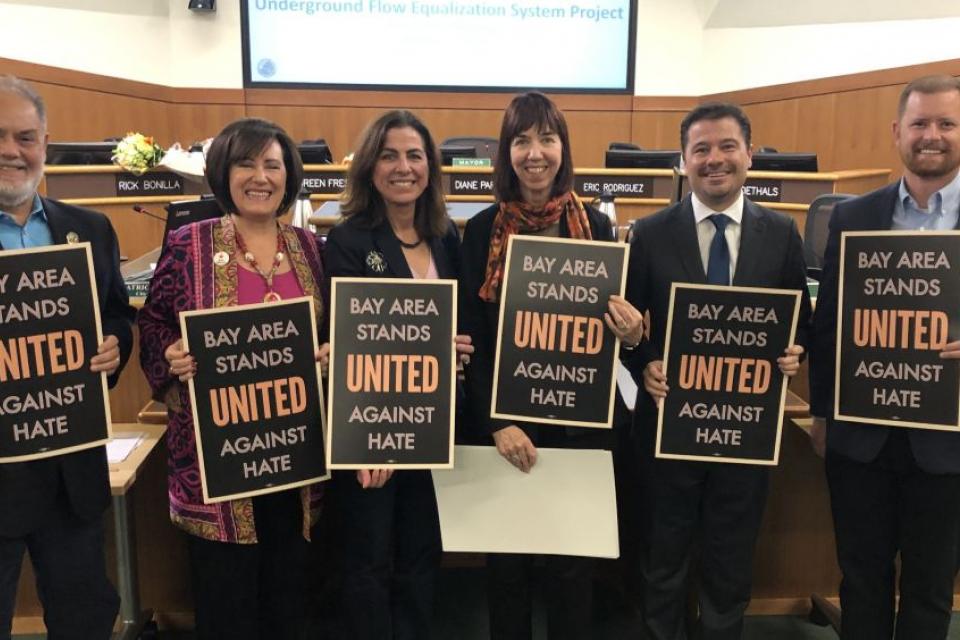 Underground Flow Equalization System Project
RICK BONILLA
MAYOR
DIANE PAP
ERIC RODRIGUEZ
Lenovo
BAY AREA
STANDS
UNITED
AGAINST
HATE
BAY AREA
STANDS
UNITED
AGAINST
HATE
BAY AREA
STANDS
UNITED
AGAINST
HATE
BAY AREA
STANDS
UNITED
AGAINST
HATE
BAY AREA
STANDS
UNITED
AGAINST
HATE
BAY AREA
STANDS
UNITED
AGAINST
HATE